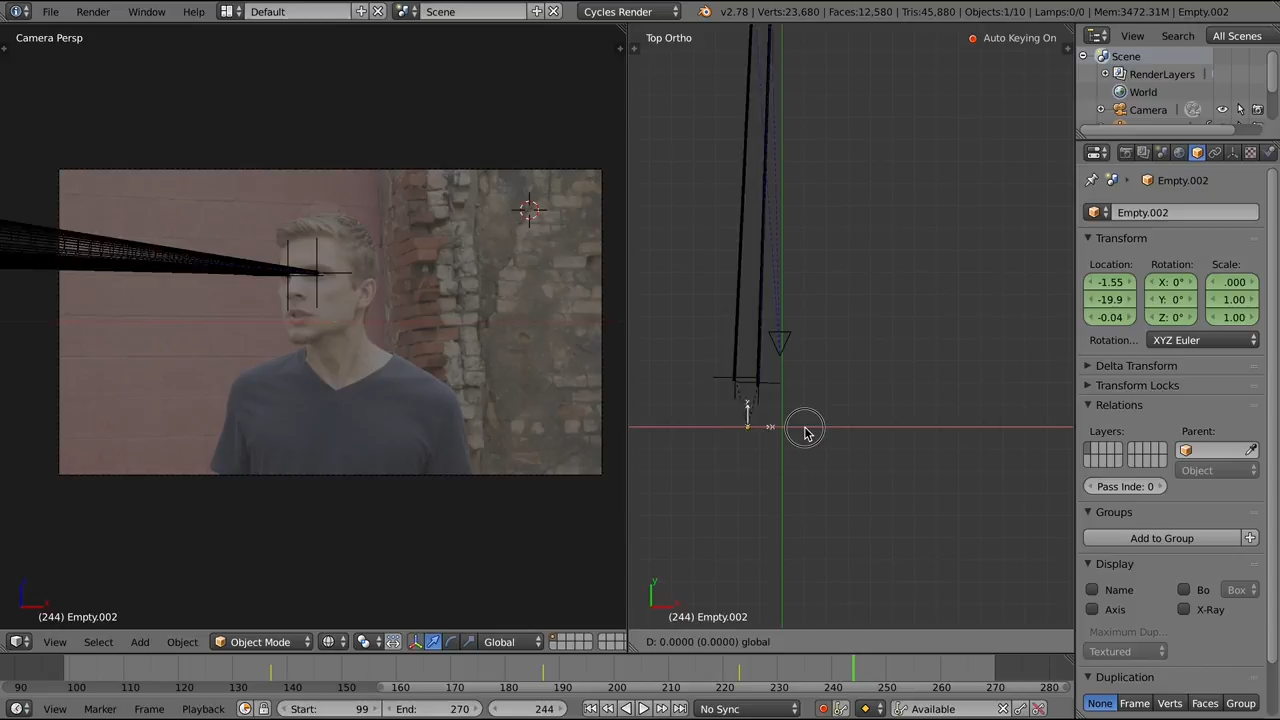 File Render Window Help Default Scene Cycles Render v2.78 | Verts:23,680 | Faces:12,580 | Tris:45,880 | Objects:1/10 | Lamps:0/0 | Mem:3472.31M | Empty.002
Camera Persp
Top Ortho
Auto Keying On
View Search All Scenes
Scene
RenderLayers
World
Camera
Empty.002
Empty.002
Transform
Location: Rotation: Scale:
-1.55 X: 0° .000
-19.9 Y: 0° 1.00
-0.04 Z: 0° 1.00
Rotation... XYZ Euler
Delta Transform
Transform Locks
Relations
Layers: Parent:
Object
Pass Inde: 0
Groups
Add to Group
Display
Name Bo Box
Axis X-Ray
Maximum Dup...
Textured
Duplication
None Frame Verts Faces Group
(244) Empty.002
(244) Empty.002
View Select Add Object Object Mode Global
D: 0.0000 (0.0000) global
90 100 110 120 130 140 150 160 170 180 190 200 210 220 230 240 250 260 270 280
View Marker Frame Playback Start: 99 End: 270 244 No Sync Available